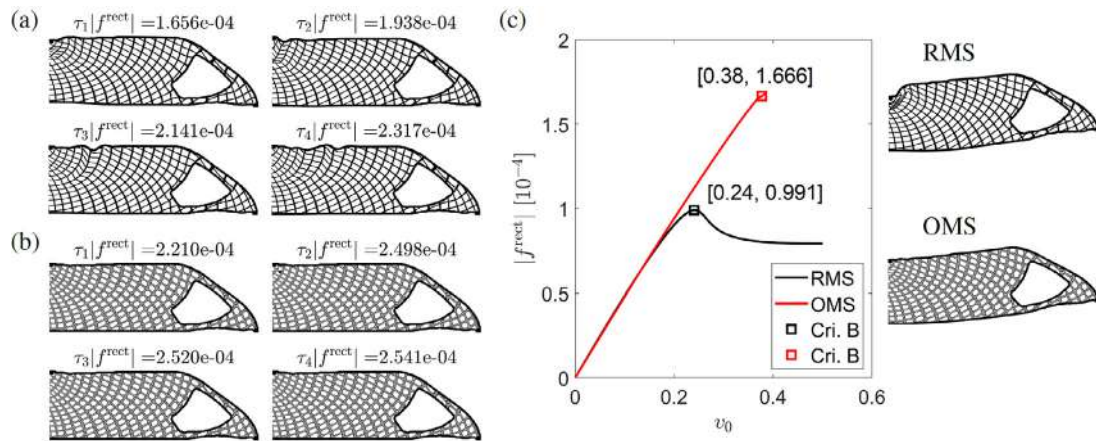 (a)
τ₁|f^rect|=1.656e-04
τ₂|f^rect|=1.938e-04
τ₃|f^rect|=2.141e-04
τ₄|f^rect|=2.317e-04
(b)
τ₁|f^rect|=2.210e-04
τ₂|f^rect|=2.498e-04
τ₃|f^rect|=2.520e-04
τ₄|f^rect|=2.541e-04
(c)
|f^rect| [10⁻⁴]
2
1.5
1
0.5
0
[0.38, 1.666]
[0.24, 0.991]
RMS
OMS
Cri. B
Cri. B
0
0.2
0.4
0.6
v₀
RMS
OMS